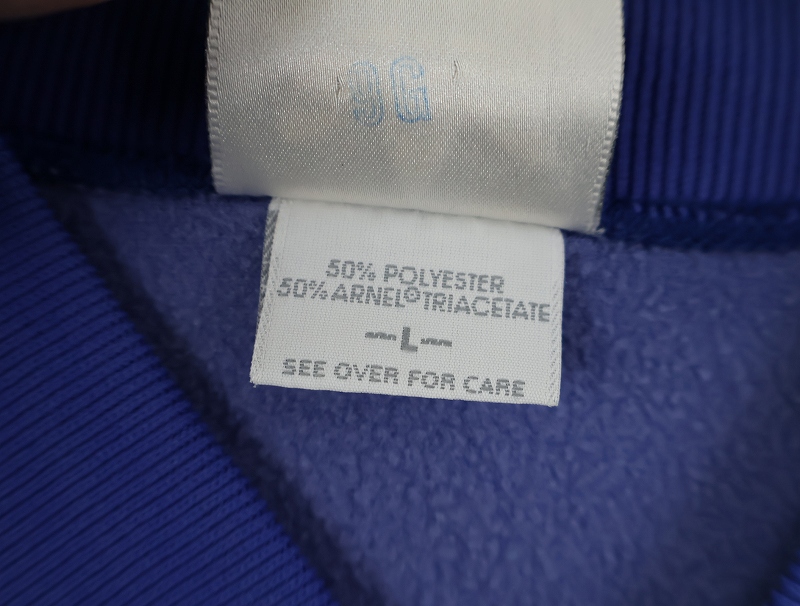 50% POLYESTER
50% ARNEL® TRIACETATE
—L—
SEE OVER FOR CARE